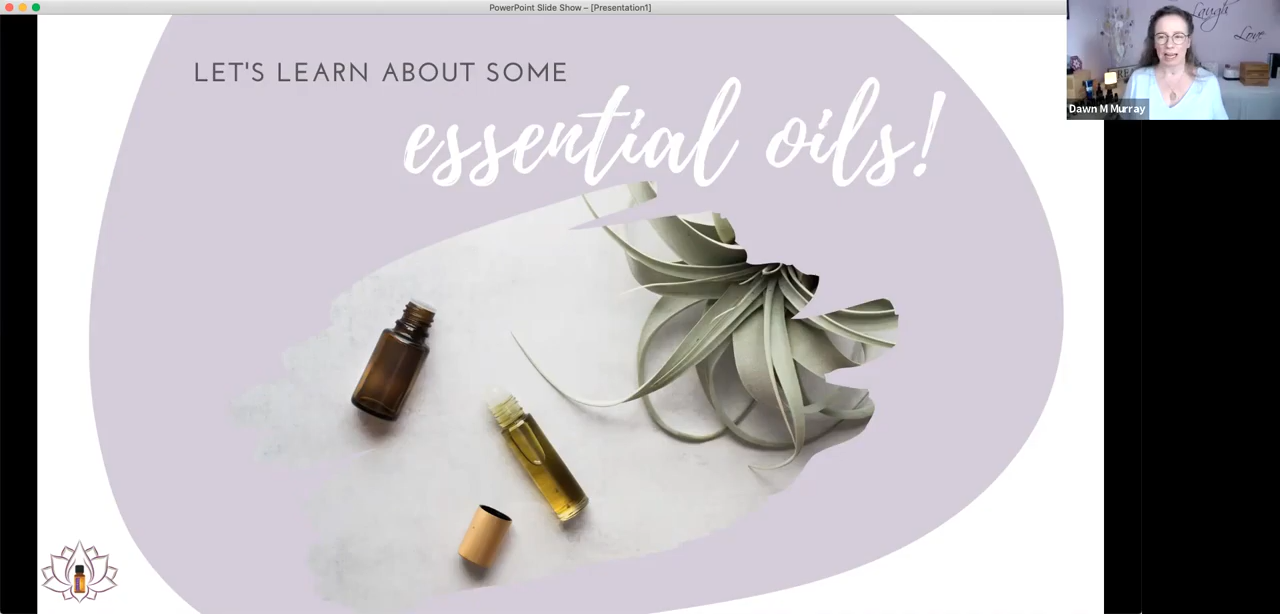 PowerPoint Slide Show – [Presentation1]
LET'S LEARN ABOUT SOME
essential oils!
Laugh
Love
Dawn M Murray